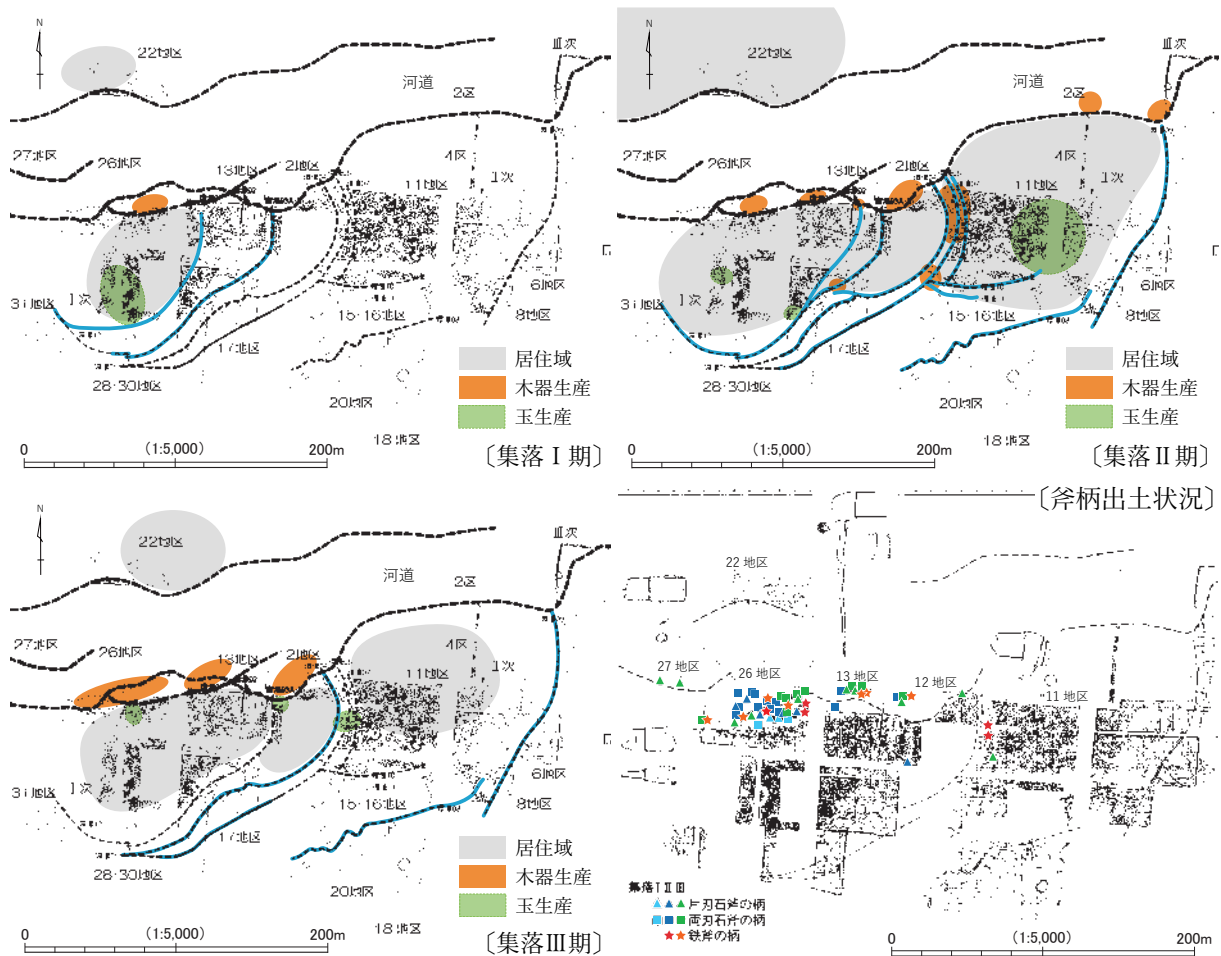 N
22地区
Ⅲ次
河道
2区
27地区
26地区
13地区
12地区
4区
11地区
1次
31地区
1次
6地区
8地区
15·16地区
17地区
28·30地区
20地区
18地区
居住域
木器生産
玉生産
0 (1:5,000) 200m
〔集落Ⅰ期〕
N
22地区
Ⅲ次
河道
2区
27地区
26地区
13地区
12地区
4区
11地区
1次
31地区
1次
6地区
8地区
15·16地区
17地区
28·30地区
20地区
18地区
居住域
木器生産
玉生産
0 (1:5,000) 200m
〔集落Ⅱ期〕
N
22地区
Ⅲ次
河道
2区
27地区
26地区
13地区
12地区
4区
11地区
1次
31地区
1次
6地区
8地区
15·16地区
17地区
28·30地区
20地区
18地区
居住域
木器生産
玉生産
0 (1:5,000) 200m
〔集落Ⅲ期〕
〔斧柄出土状況〕
22 地区
27 地区
26 地区
13 地区
12 地区
11 地区
集落ⅠⅡⅢ
片刃石斧の柄
両刃石斧の柄
鉄斧の柄
0 (1:5,000) 200m